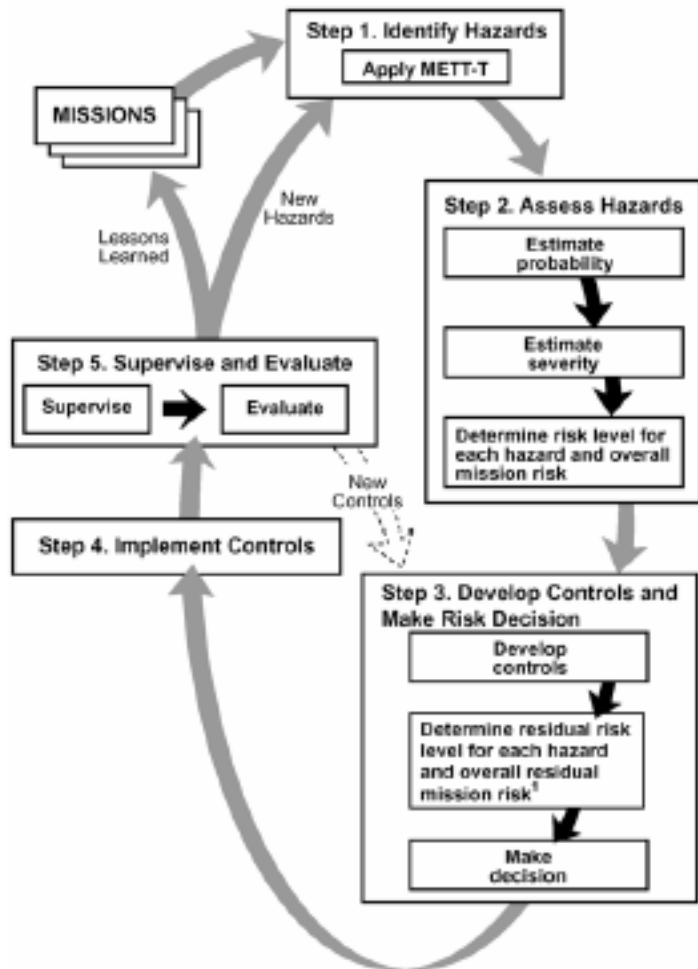 Step 1. Identify Hazards
Apply METT-T
MISSIONS
New
Hazards
Lessons
Learned
Step 2. Assess Hazards
Estimate
probability
Estimate
severity
Determine risk level for
each hazard and overall
mission risk
Step 5. Supervise and Evaluate
Supervise
Evaluate
New
Controls
Step 4. Implement Controls
Step 3. Develop Controls and
Make Risk Decision
Develop
controls
Determine residual risk
level for each hazard
and overall residual
mission risk¹
Make
decision